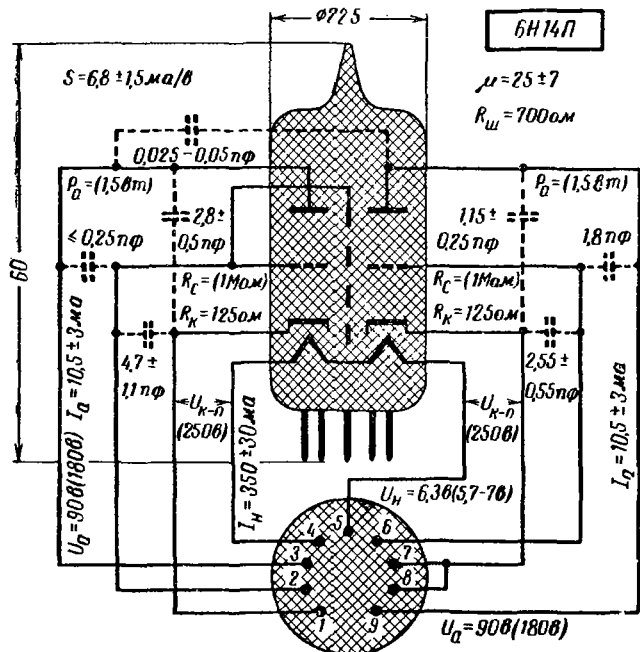 ⌀22,5
6Н14П
S=6,8±1,5ма/в
μ=25±7
Rш=700ом
0,025-0,05пф
Pа=(1,5вт)
Pа=(1,5вт)
2,8±
0,5пф
1,15±
0,25пф
≤0,25пф
1,8пф
60
Rс=(1Мом)
Rс=(1Мом)
Rк=125ом
Rк=125ом
4,7±
1,1пф
2,55±
0,55пф
Uк-п
(250в)
Uк-п
(250в)
Uа=90в(180в) Iа=10,5±3ма
Iн=350±30ма
Iа=10,5±3ма
Uн=6,3в(5,7-7в)
4
5
6
3
7
2
8
1
9
Uа=90в(180в)